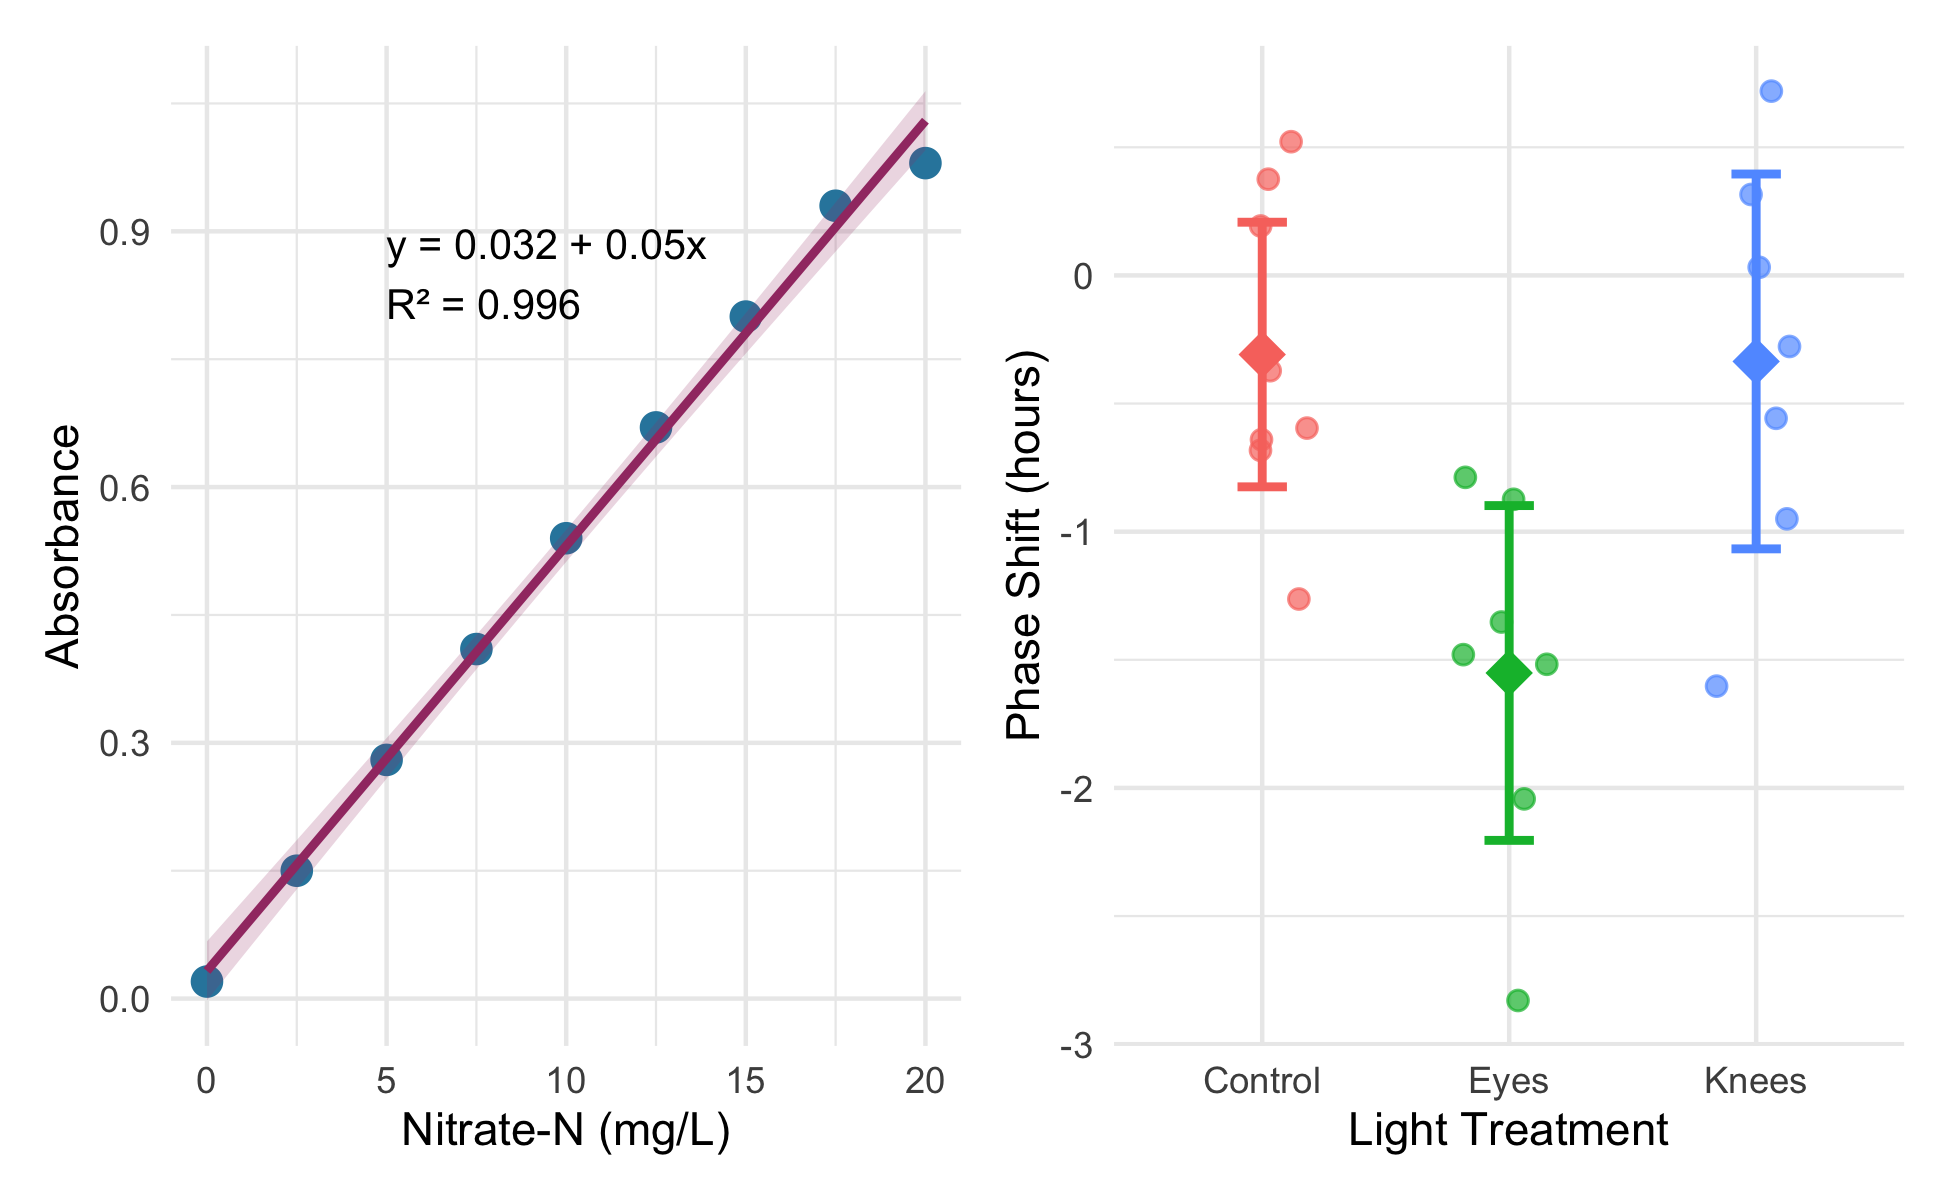 Absorbance
0.9
0.6
0.3
0.0
y = 0.032 + 0.05x
R² = 0.996
0 5 10 15 20
Nitrate-N (mg/L)
Phase Shift (hours)
0
-1
-2
-3
Control Eyes Knees
Light Treatment